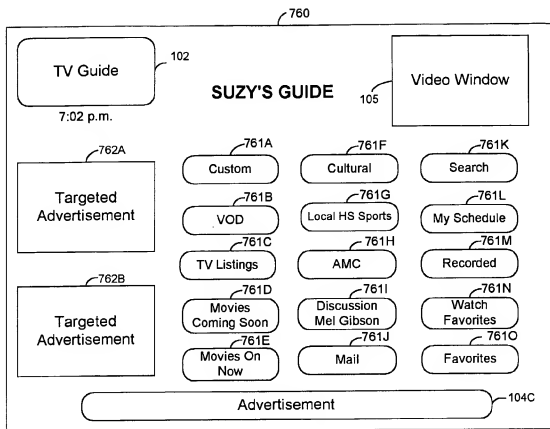 760
TV Guide
102
7:02 p.m.
SUZY'S GUIDE
105
Video Window
762A
Targeted
Advertisement
762B
Targeted
Advertisement
761A
Custom
761B
VOD
761C
TV Listings
761D
Movies
Coming Soon
761E
Movies On
Now
761F
Cultural
761G
Local HS Sports
761H
AMC
761I
Discussion
Mel Gibson
761J
Mail
761K
Search
761L
My Schedule
761M
Recorded
761N
Watch
Favorites
761O
Favorites
Advertisement
104C